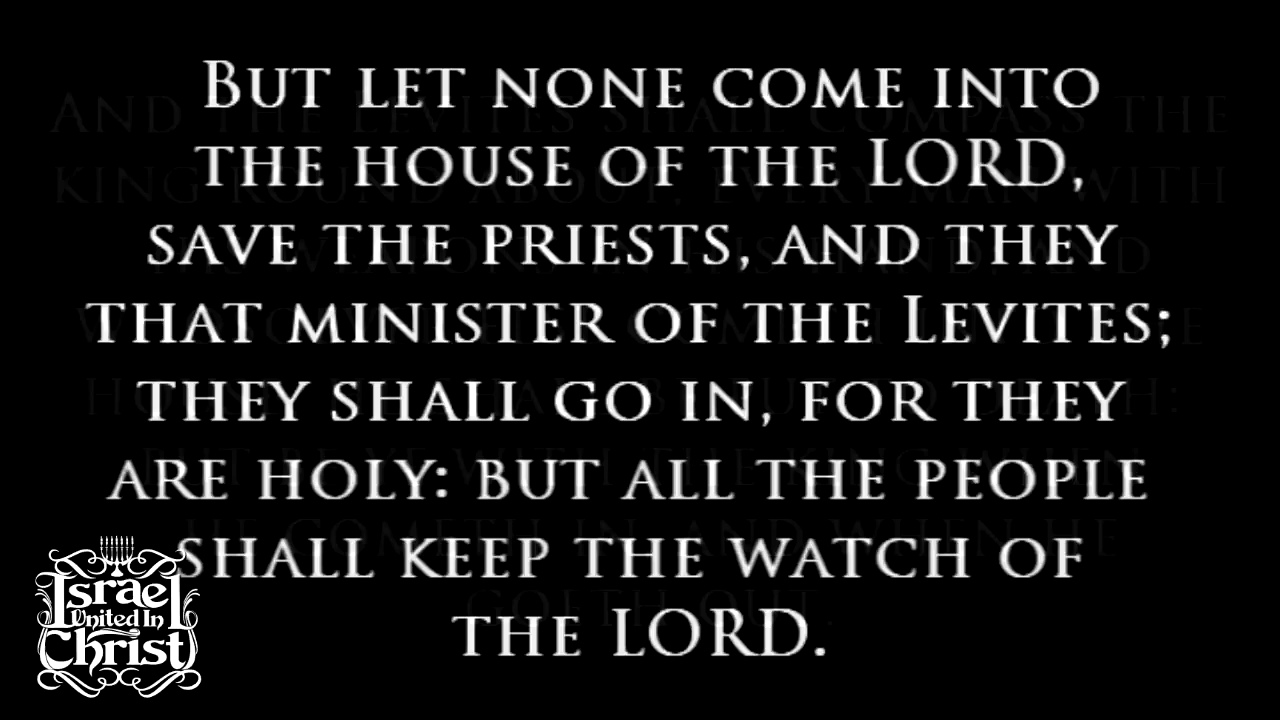 But let none come into
the house of the LORD,
save the priests, and they
that minister of the Levites;
they shall go in, for they
are holy: but all the people
shall keep the watch of
the LORD.
Israel
United In
Christ